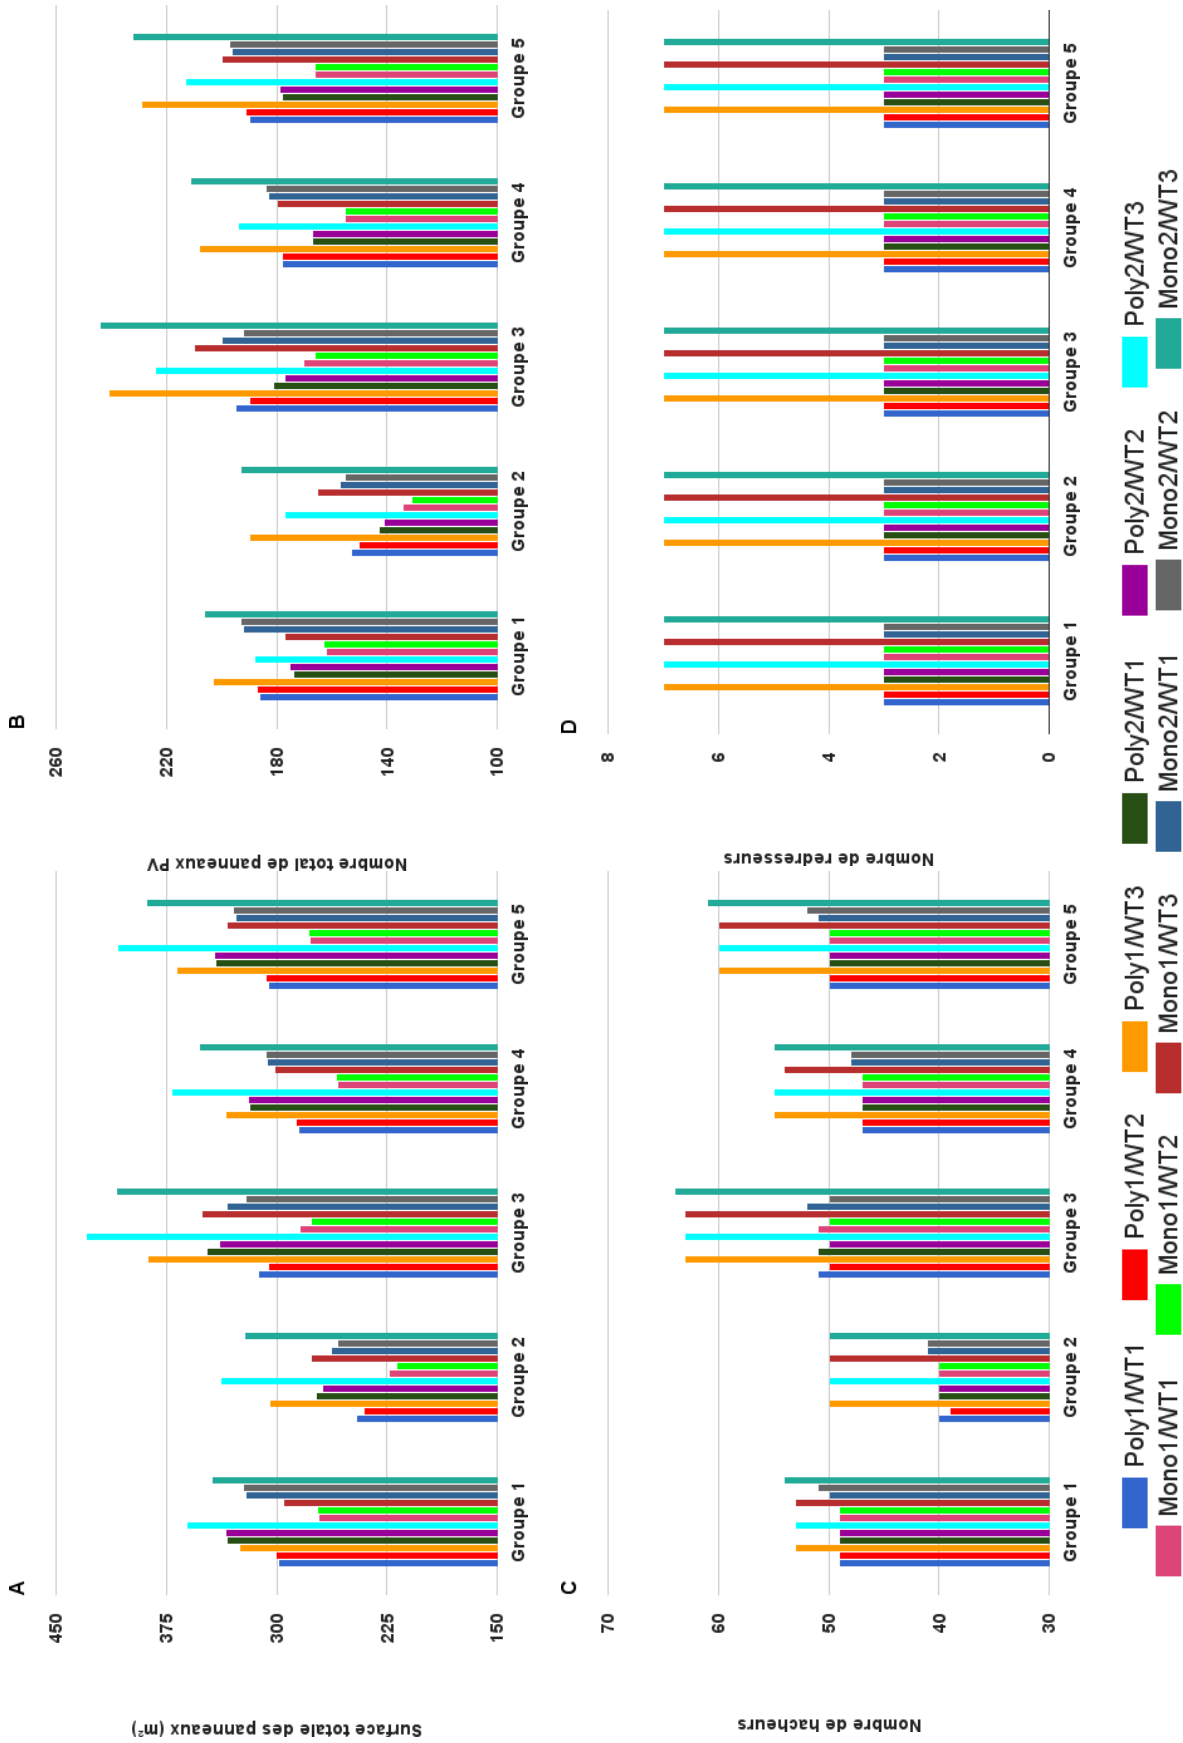 A
Surface totale des panneaux (m²)
450
375
300
225
150
Groupe 1
Groupe 2
Groupe 3
Groupe 4
Groupe 5
B
Nombre total de panneaux PV
260
220
180
140
100
Groupe 1
Groupe 2
Groupe 3
Groupe 4
Groupe 5
C
Nombre de hacheurs
70
60
50
40
30
Groupe 1
Groupe 2
Groupe 3
Groupe 4
Groupe 5
D
Nombre de redresseurs
8
6
4
2
0
Groupe 1
Groupe 2
Groupe 3
Groupe 4
Groupe 5
Poly1/WT1 Poly1/WT2 Poly1/WT3 Poly2/WT1 Poly2/WT2 Poly2/WT3
Mono1/WT1 Mono1/WT2 Mono1/WT3 Mono2/WT1 Mono2/WT2 Mono2/WT3